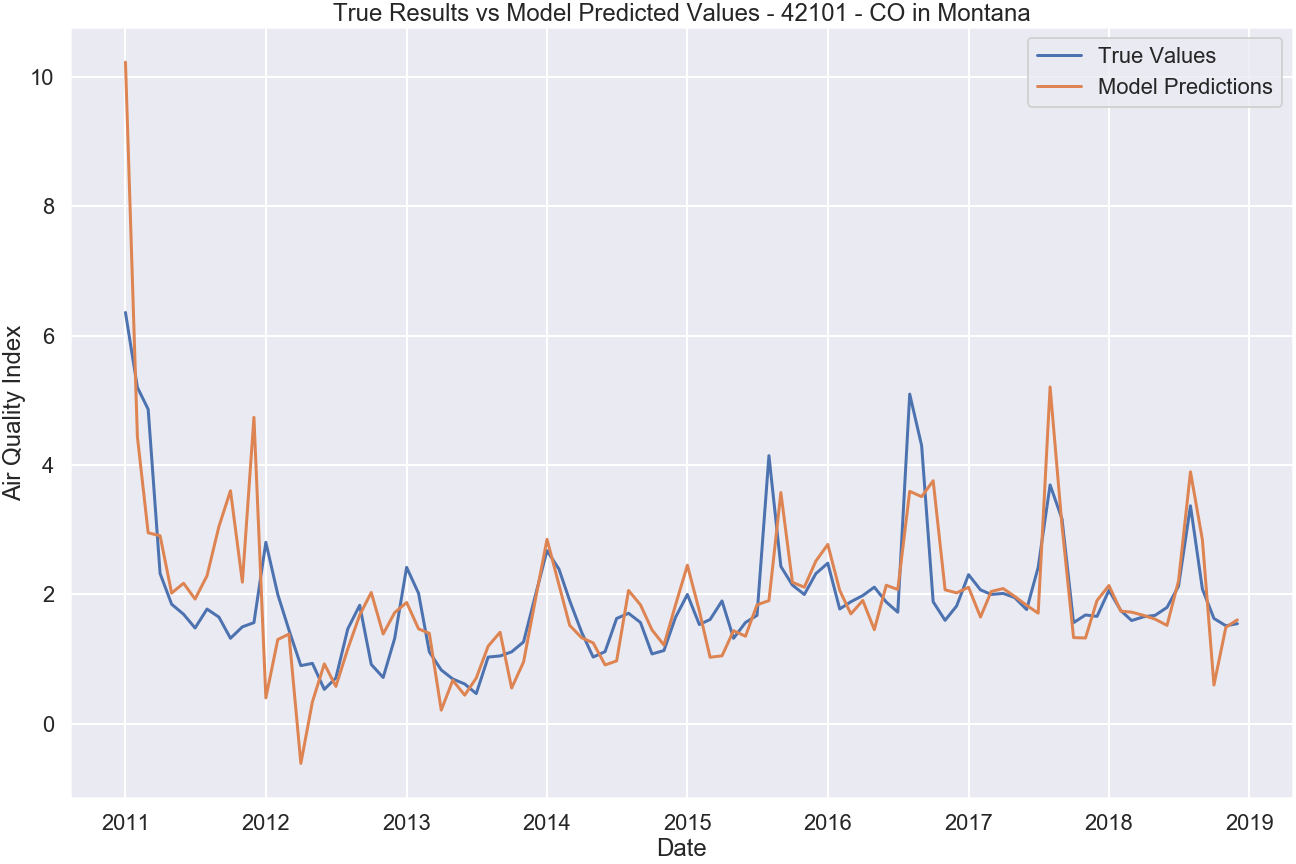 True Results vs Model Predicted Values - 42101 - CO in Montana
True Values
Model Predictions
Air Quality Index
10
8
6
4
2
0
2011 2012 2013 2014 2015 2016 2017 2018 2019
Date